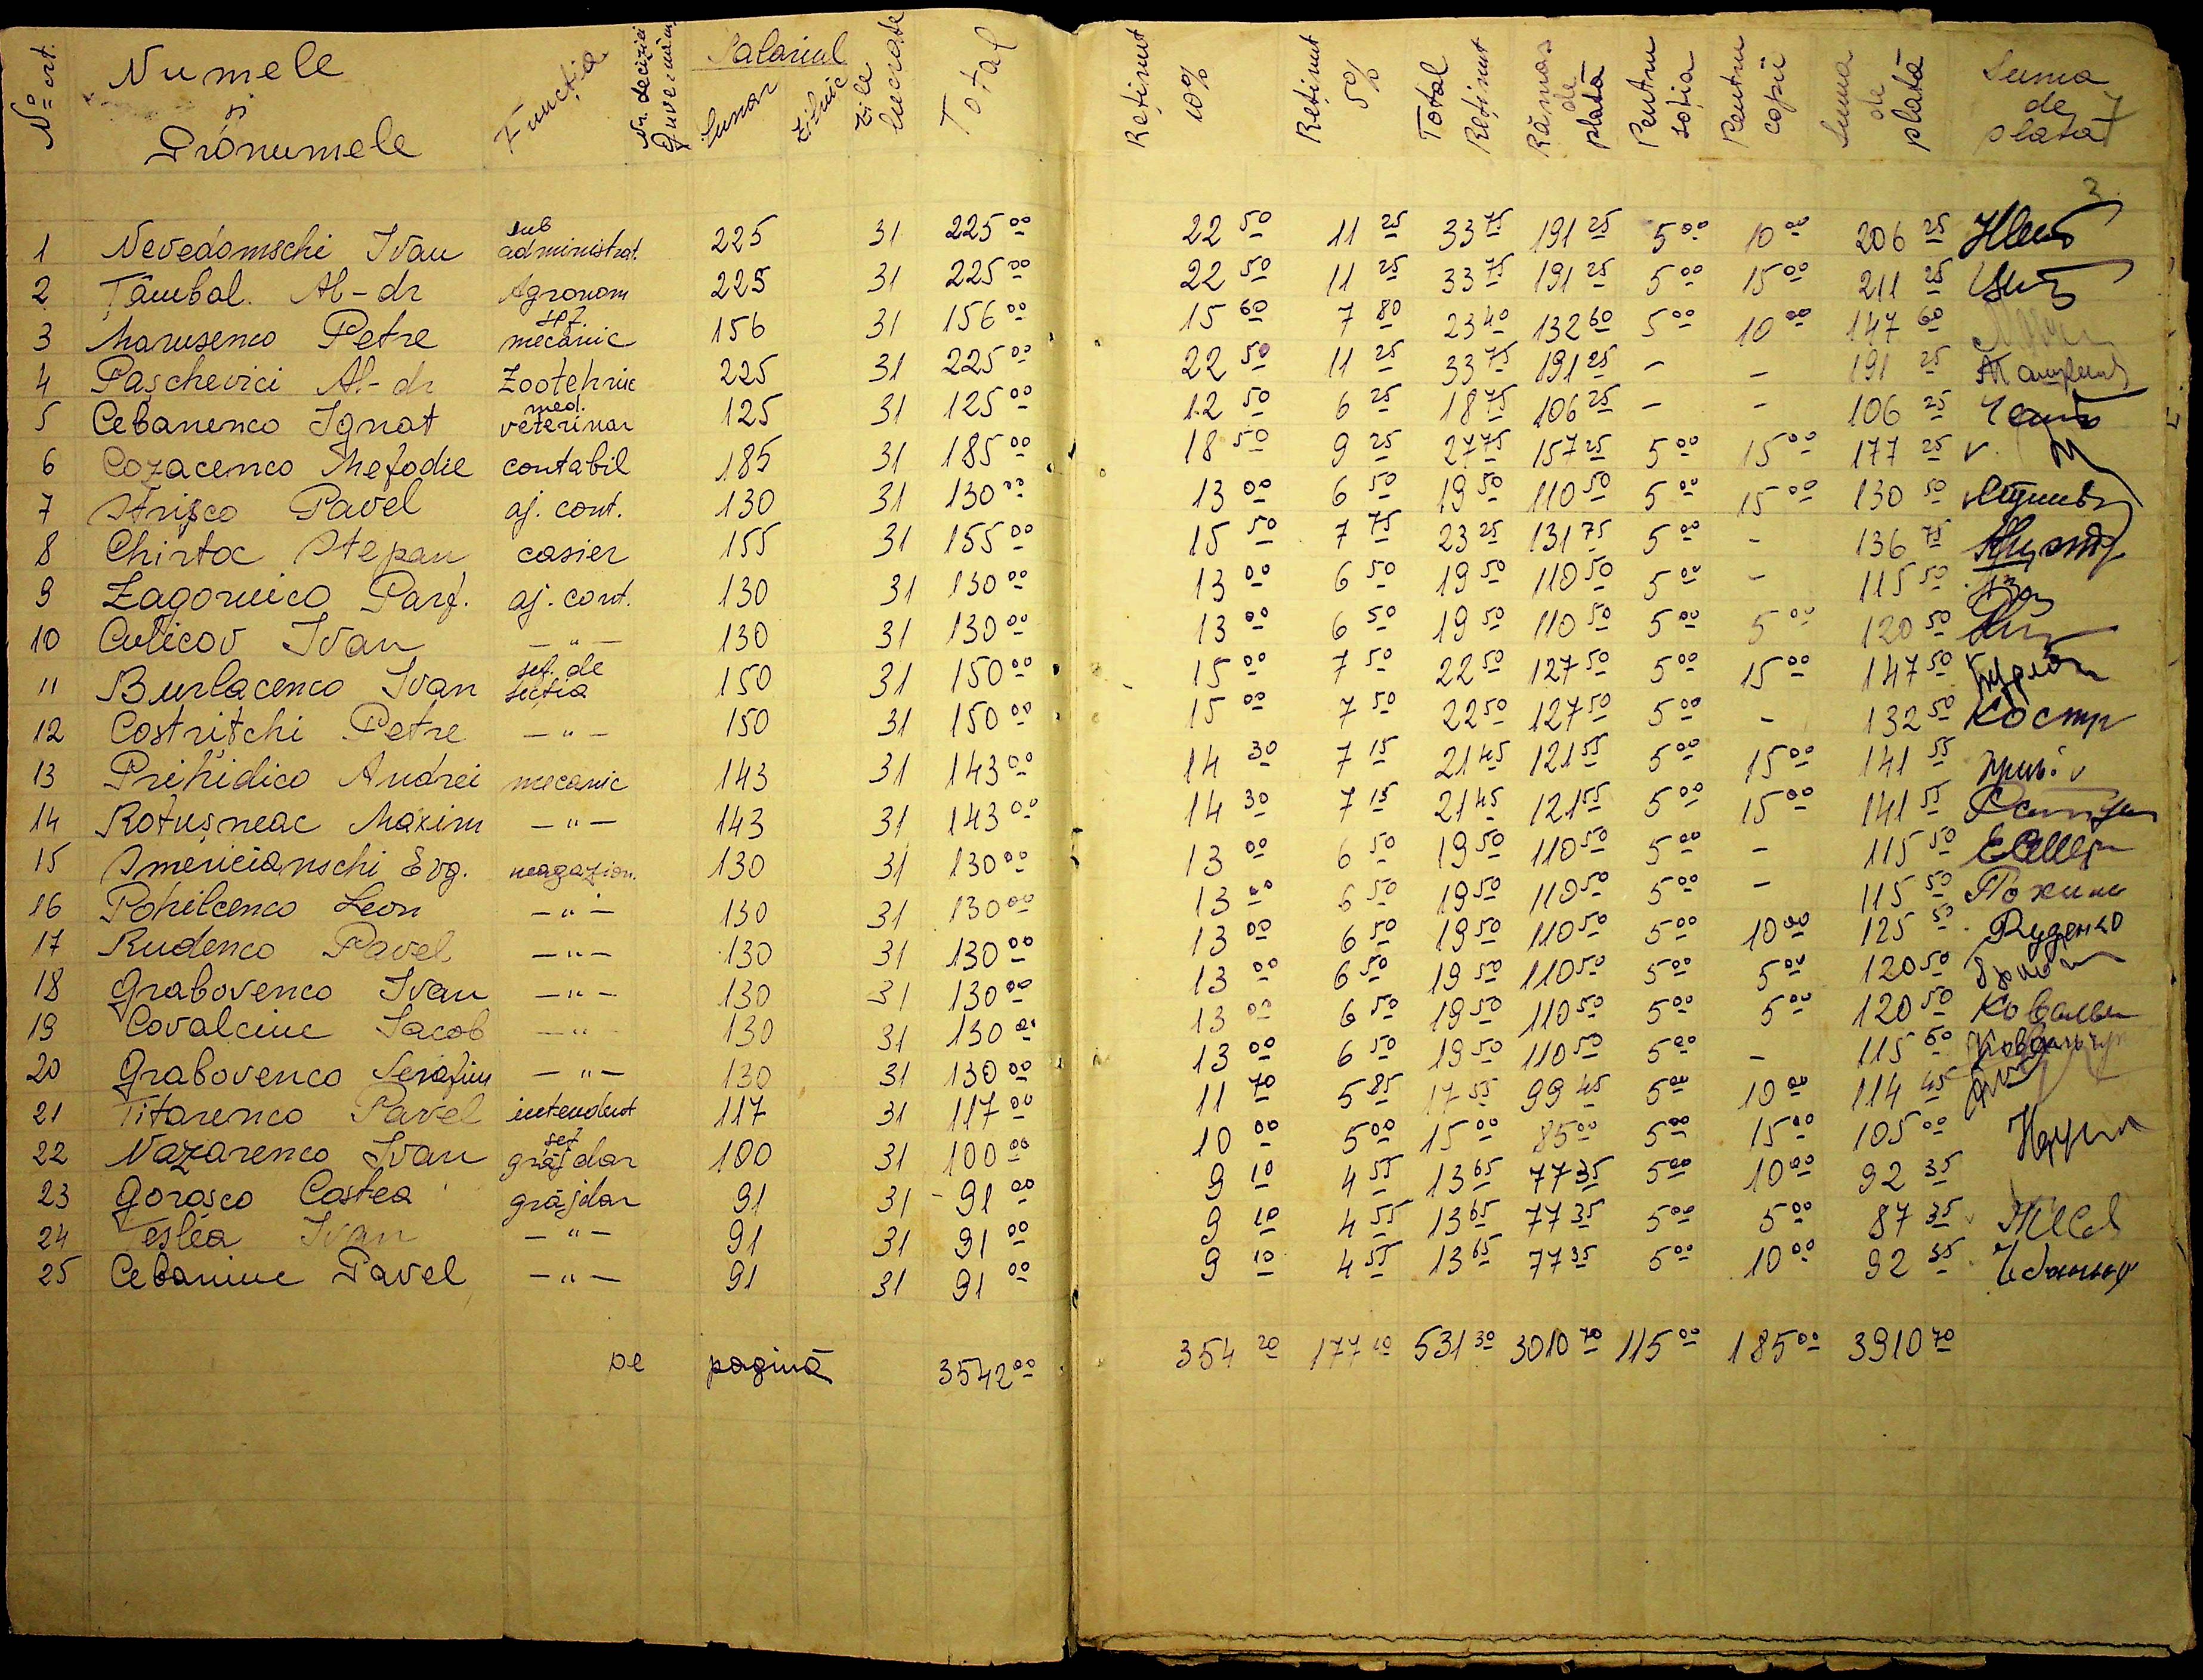 No crt. Numele și Pronumele Funcția Nr. deciziei Guvernăm. Salariul Lunar Zilnic Zile lucrate Total Reținut 10% Reținut 5% Total Reținut Rămas de plată Pentru soția Pentru copii Suma de plată Suma de plată
1 Nevedomschi Ivan sub administrat. 225 31 225 00 22 50 11 25 33 75 191 25 5 00 10 00 206 25
2 Țâmbal. Al-dr Agronom 225 31 225 00 22 50 11 25 33 75 191 25 5 00 15 00 211 25
3 Marusenco Petre șef mecanic 156 31 156 00 15 60 7 80 23 40 132 60 5 00 10 00 147 60
4 Pașchevici Al-dr Zootehnic 225 31 225 00 22 50 11 25 33 75 191 25 - - 191 25
5 Cebanenco Ignat med. veterinar 125 31 125 00 12 50 6 25 18 75 106 25 - - 106 25
6 Cozacenco Mefodie contabil 185 31 185 00 18 50 9 25 27 75 157 25 5 00 15 00 177 25 v
7 Strișco Pavel aj. cont. 130 31 130 00 13 00 6 50 19 50 110 50 5 00 15 00 130 50
8 Chirtoc Stepan casier 155 31 155 00 15 50 7 75 23 25 131 75 5 00 - 136 75
9 Zagornico Parf. aj. cont. 130 31 130 00 13 00 6 50 19 50 110 50 5 00 - 115 50
10 Culicov Ivan — " — 130 31 130 00 13 00 6 50 19 50 110 50 5 00 5 00 120 50
11 Burlacenco Ivan șef. de secția 150 31 150 00 15 00 7 50 22 50 127 50 5 00 15 00 147 50
12 Costrițchi Petre — " — 150 31 150 00 15 00 7 50 22 50 127 50 5 00 - 132 50 Костр
13 Prihidico Andrei mecanic 143 31 143 00 14 30 7 15 21 45 121 55 5 00 15 00 141 55
14 Rotușneac Maxim — " — 143 31 143 00 14 30 7 15 21 45 121 55 5 00 15 00 141 55
15 Smericianschi Evg. magazion. 130 31 130 00 13 00 6 50 19 50 110 50 5 00 - 115 50
16 Pohilcenco Leon — " — 130 31 130 00 13 00 6 50 19 50 110 50 5 00 - 115 50 Похил
17 Rudenco Pavel — " — 130 31 130 00 13 00 6 50 19 50 110 50 5 00 10 00 125 50 Руденко
18 Grabovenco Ivan — " — 130 31 130 00 13 00 6 50 19 50 110 50 5 00 5 00 120 50
19 Covalciuc Iacob — " — 130 31 130 00 13 00 6 50 19 50 110 50 5 00 5 00 120 50
20 Grabovenco Serafim — " — 130 31 130 00 13 00 6 50 19 50 110 50 5 00 - 115 50
21 Titarenco Pavel intendent 117 31 117 00 11 70 5 85 17 55 99 45 5 00 10 00 114 45
22 Nazarenco Ivan șef grăjdar 100 31 100 00 10 00 5 00 15 00 85 00 5 00 15 00 105 00
23 Gorașco Costea grăjdar 91 31 91 00 9 10 4 55 13 65 77 35 5 00 10 00 92 35
24 Teslea Ivan — " — 91 31 91 00 9 10 4 55 13 65 77 35 5 00 5 00 87 35
25 Cebaniuc Pavel — " — 91 31 91 00 9 10 4 55 13 65 77 35 5 00 10 00 92 35
pe pagină 3542 00 354 20 177 10 531 30 3010 70 115 00 185 00 3310 70